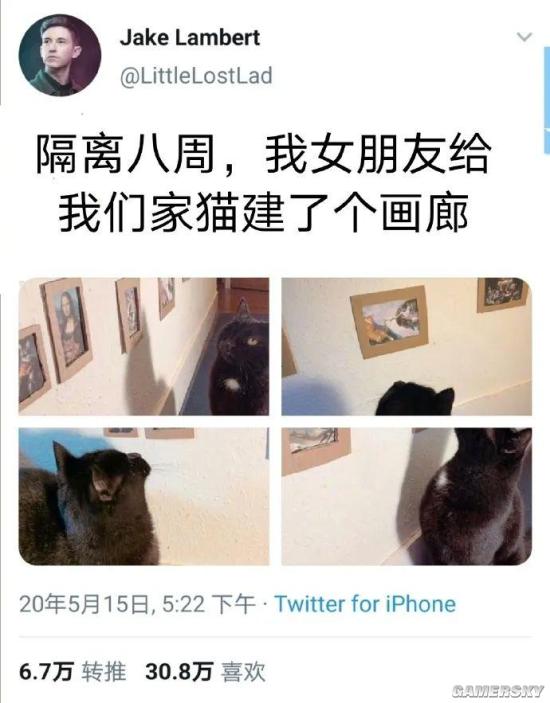 Jake Lambert
@LittleLostLad
隔离八周，我女朋友给
我们家猫建了个画廊
20年5月15日, 5:22 下午 · Twitter for iPhone
6.7万 转推 30.8万 喜欢
GAMERSKY